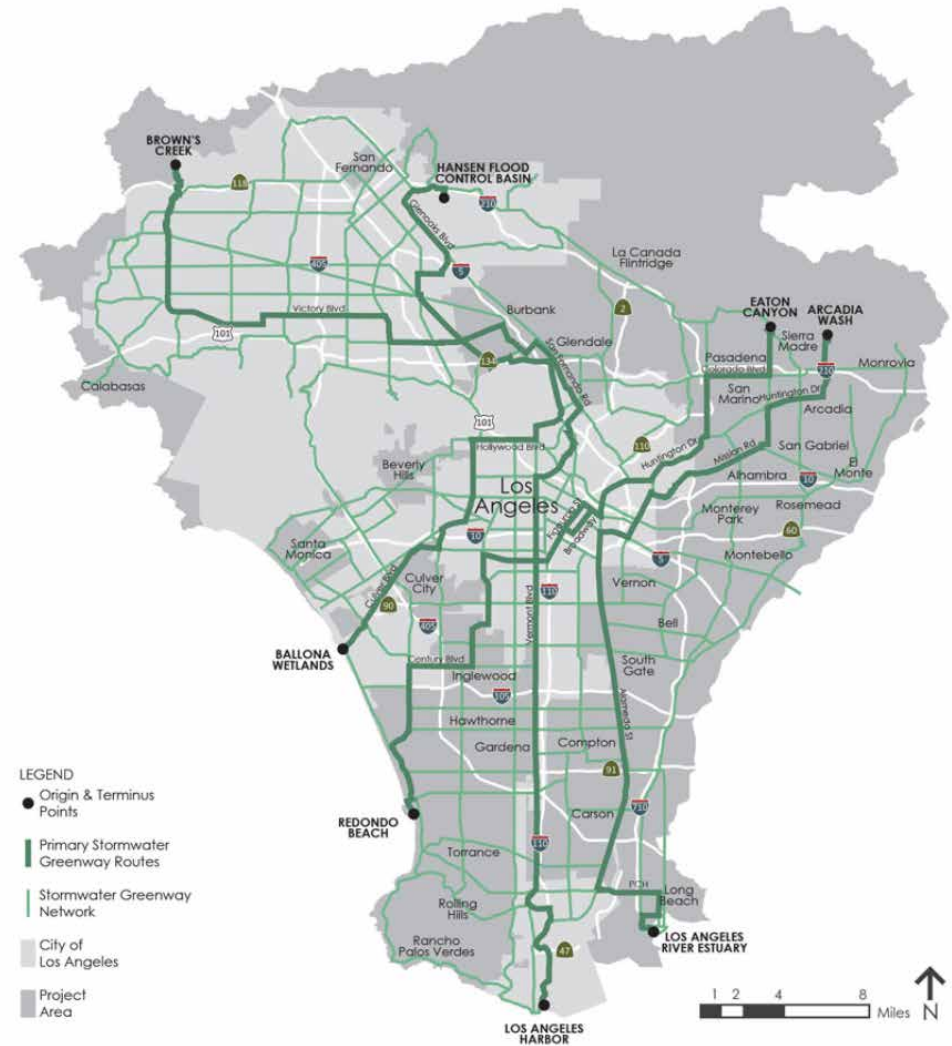 BROWN'S
CREEK
San
Fernando
HANSEN FLOOD
CONTROL BASIN
118
210
Glenoaks Blvd
La Canada
Flintridge
405
5
Burbank
2
EATON
CANYON
ARCADIA
WASH
Victory Blvd
101
Glendale
Sierra
Madre
134
San Fernando Rd
Pasadena
Colorado Blvd
Monrovia
210
Calabasas
San
Marino
Huntington Dr
Arcadia
101
110
Hollywood Blvd
Huntington Dr
Mission Rd
San Gabriel
Beverly
Hills
El
Monte
Alhambra
10
Los
Angeles
Figueroa St
Broadway
Monterey
Park
Rosemead
60
10
Santa
Monica
Montebello
5
Culver Blvd
Culver
City
Vernon
90
Vermont Blvd
110
405
Bell
BALLONA
WETLANDS
Century Blvd
South
Gate
Inglewood
105
Alameda St
Hawthorne
Gardena
Compton
91
LEGEND
Origin & Terminus
Points
710
Carson
REDONDO
BEACH
Primary Stormwater
Greenway Routes
110
Torrance
PCH
Long
Beach
Stormwater Greenway
Network
Rolling
Hills
LOS ANGELES
RIVER ESTUARY
City of
Los Angeles
Rancho
Palos Verdes
47
Project
Area
1 2 4 8
Miles
N
LOS ANGELES
HARBOR